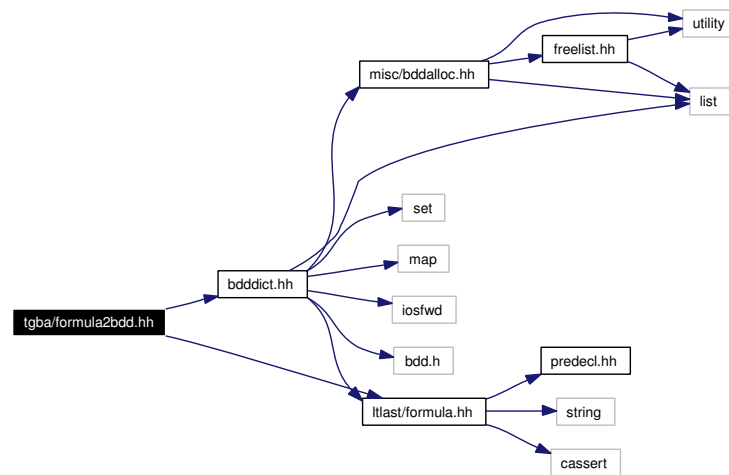 utility
freelist.hh
misc/bddalloc.hh
list
set
map
bdddict.hh
iosfwd
tgba/formula2bdd.hh
bdd.h
predecl.hh
ltlast/formula.hh
string
cassert